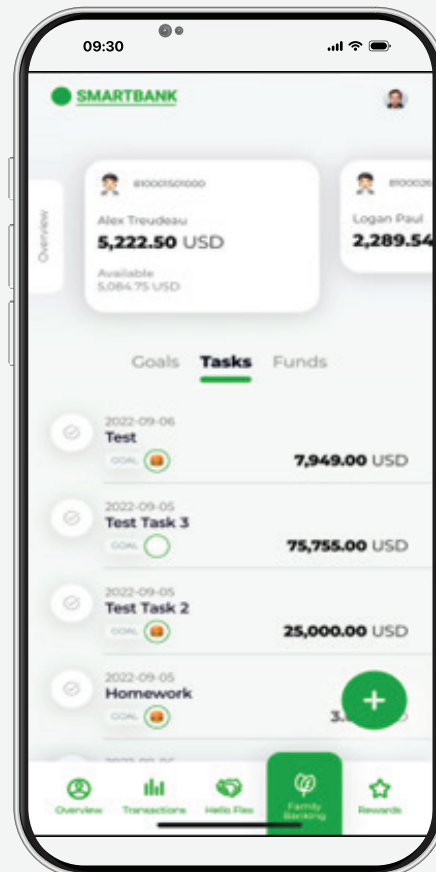 09:30
SMARTBANK
Overview
810001501000
Alex Treudeau
5,222.50 USD
Available
5,084.75 USD
Logan Paul
2,289.54
Goals Tasks Funds
2022-09-06
Test
GOAL
7,949.00 USD
2022-09-05
Test Task 3
GOAL
75,755.00 USD
2022-09-05
Test Task 2
GOAL
25,000.00 USD
2022-09-05
Homework
GOAL
+
Overview
Transactions
Hello Flex
Family
Banking
Rewards